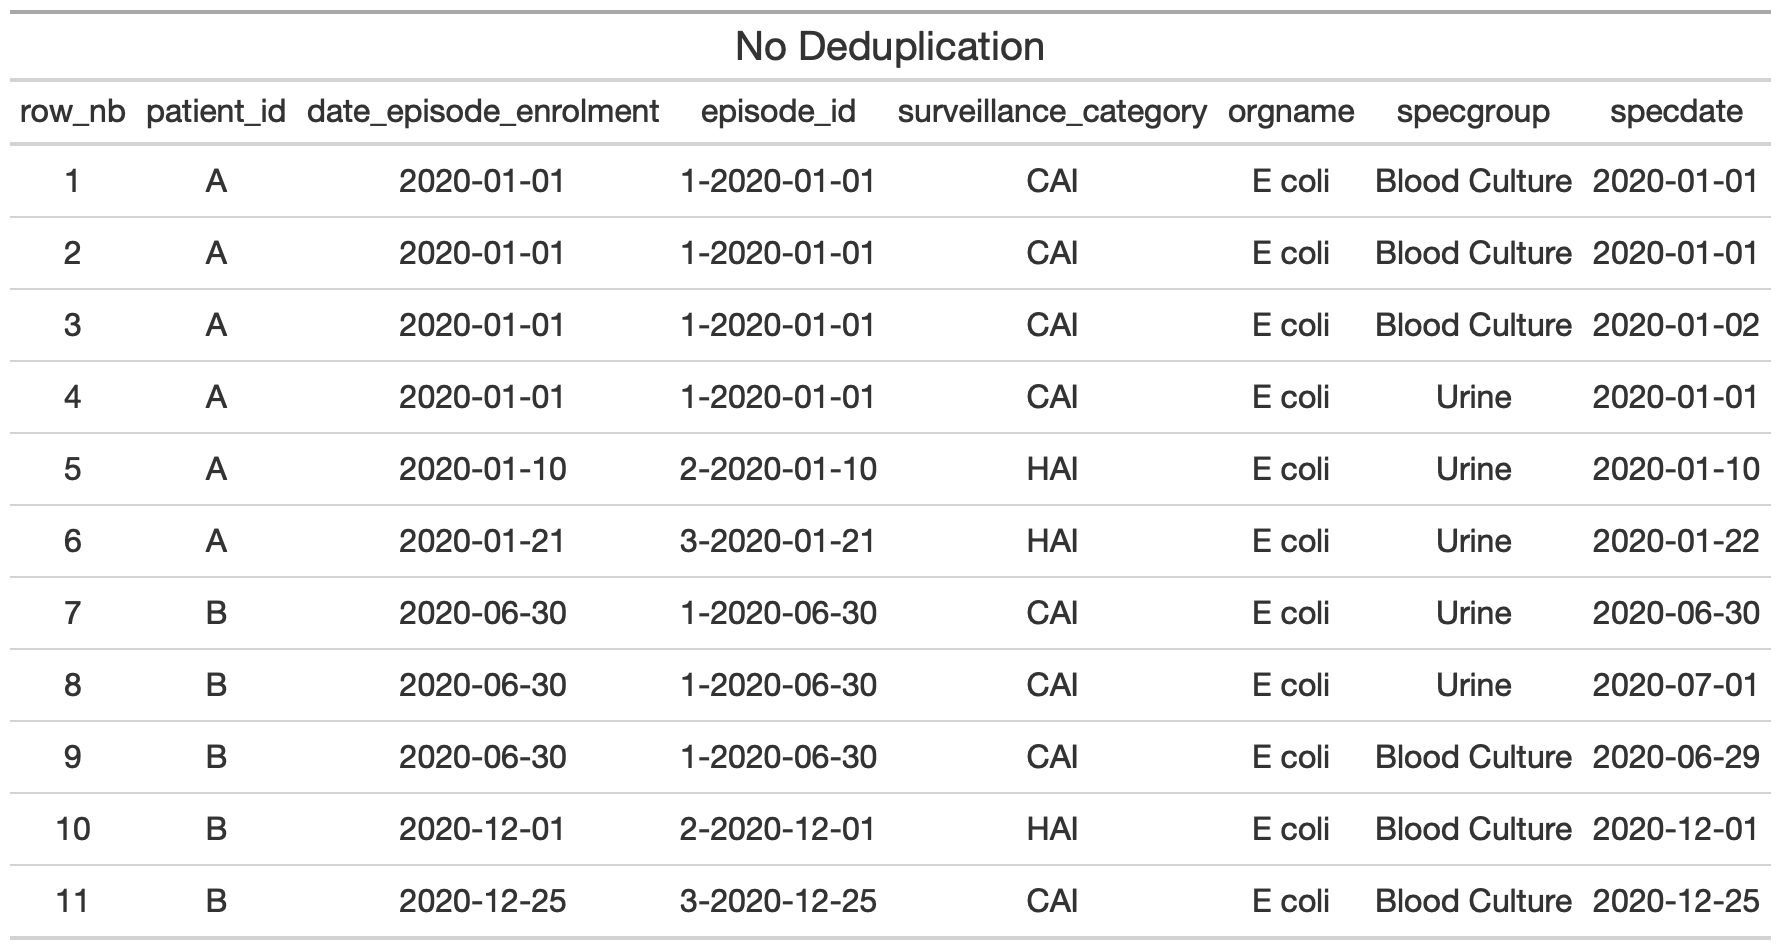 No Deduplication
row_nb patient_id date_episode_enrolment episode_id surveillance_category orgname specgroup specdate
1 A 2020-01-01 1-2020-01-01 CAI E coli Blood Culture 2020-01-01
2 A 2020-01-01 1-2020-01-01 CAI E coli Blood Culture 2020-01-01
3 A 2020-01-01 1-2020-01-01 CAI E coli Blood Culture 2020-01-02
4 A 2020-01-01 1-2020-01-01 CAI E coli Urine 2020-01-01
5 A 2020-01-10 2-2020-01-10 HAI E coli Urine 2020-01-10
6 A 2020-01-21 3-2020-01-21 HAI E coli Urine 2020-01-22
7 B 2020-06-30 1-2020-06-30 CAI E coli Urine 2020-06-30
8 B 2020-06-30 1-2020-06-30 CAI E coli Urine 2020-07-01
9 B 2020-06-30 1-2020-06-30 CAI E coli Blood Culture 2020-06-29
10 B 2020-12-01 2-2020-12-01 HAI E coli Blood Culture 2020-12-01
11 B 2020-12-25 3-2020-12-25 CAI E coli Blood Culture 2020-12-25